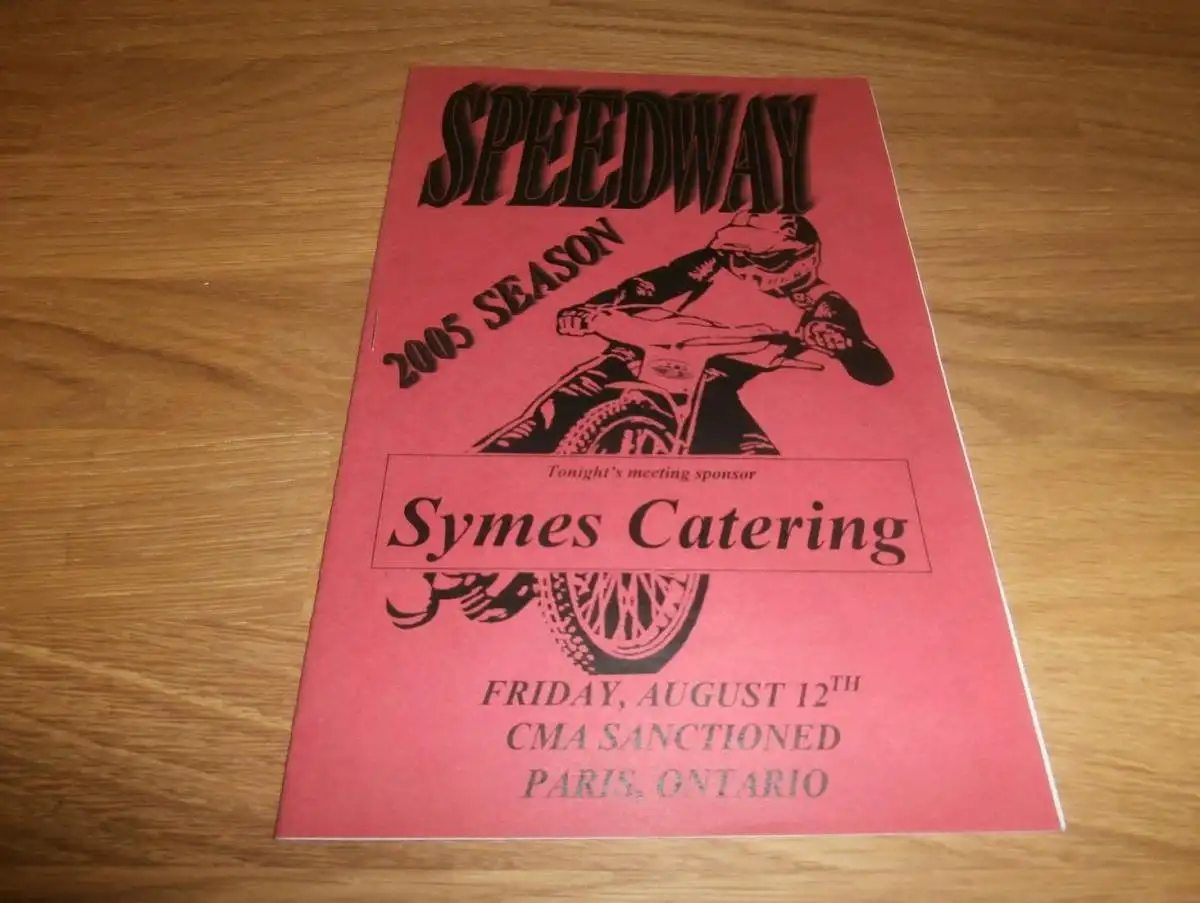 SPEEDWAY
2005 SEASON
Tonight's meeting sponsor
Symes Catering
FRIDAY, AUGUST 12TH
CMA SANCTIONED
PARIS, ONTARIO